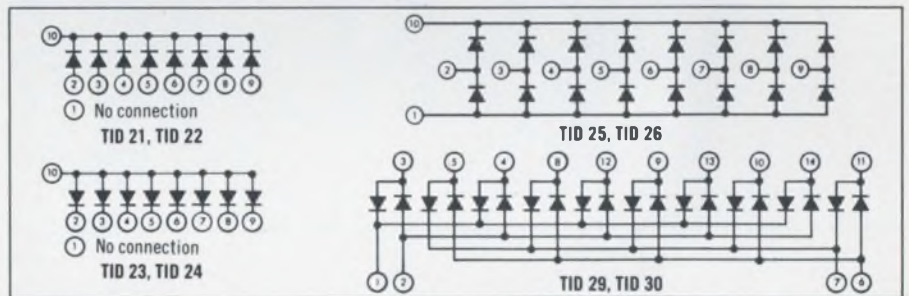 10
2 3 4 5 6 7 8 9
1 No connection
TID 21, TID 22
10
2 3 4 5 6 7 8 9
1 No connection
TID 23, TID 24
10
2 3 4 5 6 7 8 9
1
TID 25, TID 26
3 5 4 8 12 9 13 10 14 11
1 2 7 6
TID 29, TID 30